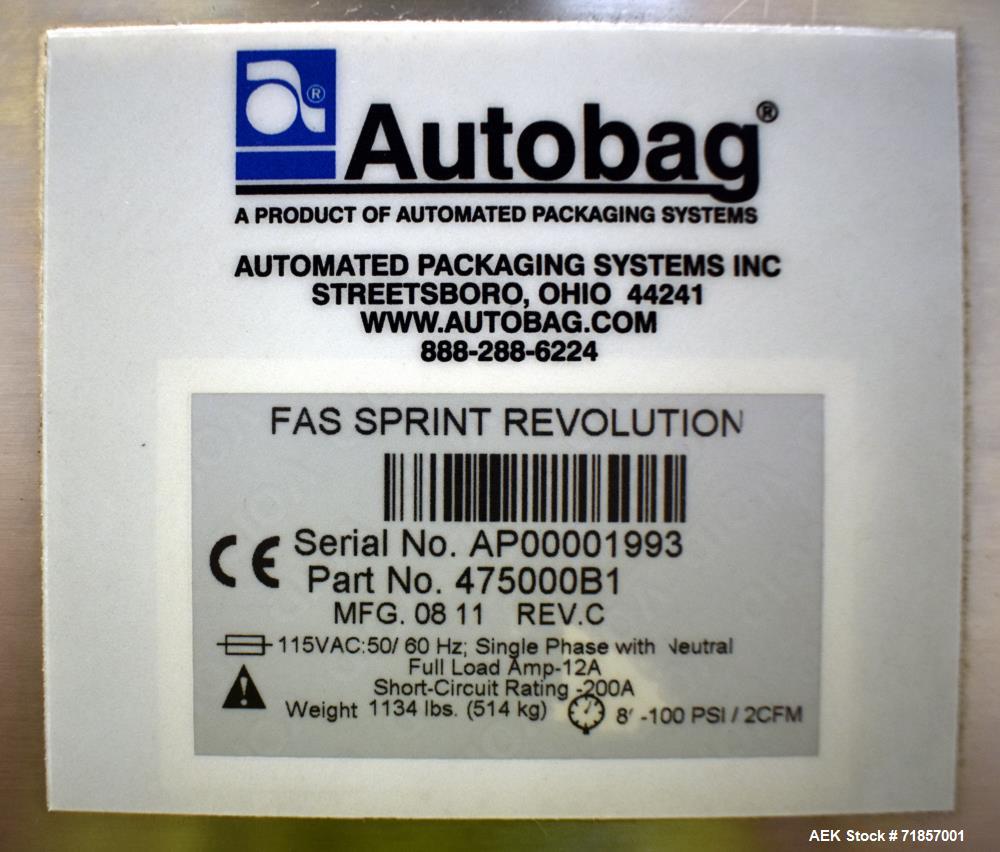 a®
Autobag®
A PRODUCT OF AUTOMATED PACKAGING SYSTEMS
AUTOMATED PACKAGING SYSTEMS INC
STREETSBORO, OHIO 44241
WWW.AUTOBAG.COM
888-288-6224
FAS SPRINT REVOLUTION
CE Serial No. AP00001993
Part No. 475000B1
MFG. 08 11 REV.C
115VAC:50/ 60 Hz; Single Phase with Neutral
Full Load Amp-12A
Short-Circuit Rating -200A
Weight 1134 lbs. (514 kg) -100 PSI / 2CFM
AEK Stock # 71857001